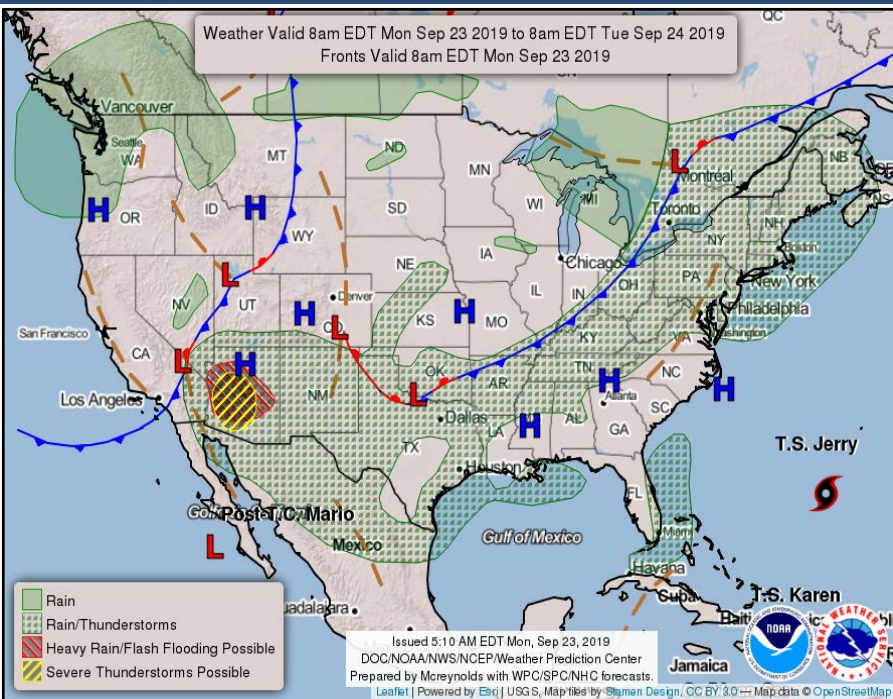 Weather Valid 8am EDT Mon Sep 23 2019 to 8am EDT Tue Sep 24 2019
Fronts Valid 8am EDT Mon Sep 23 2019
QC
Vancouver
Seattle
WA
MT
ND
MN
Montréal
NB
NS
H
OR
ID
H
WY
SD
WI
MI
L
Toronto
NH
Boston
NY
NE
IA
Chicago
L
NV
UT
H
Denver
CO
KS
H
MO
IL
IN
OH
PA
New York
Philadelphia
Washington
San Francisco
CA
L
H
L
KY
VA
OK
TN
NC
H
Los Angeles
NM
L
AR
H
Atlanta
SC
Dallas
LA
H
AL
GA
TX
Houston
T.S. Jerry
FL
Post-T.C. Mario
Gulf of Mexico
Miami
L
Mexico
Havana
Cuba
T.S. Karen
Rain
Rain/Thunderstorms
Heavy Rain/Flash Flooding Possible
Severe Thunderstorms Possible
Issued 5:10 AM EDT Mon, Sep 23, 2019
DOC/NOAA/NWS/NCEP/Weather Prediction Center
Prepared by Mcreynolds with WPC/SPC/NHC forecasts.
Jamaica
NOAA
NATIONAL WEATHER SERVICE
Leaflet | Powered by Esri | USGS, Map tiles by Stamen Design, CC BY 3.0 — Map data © OpenStreetMap